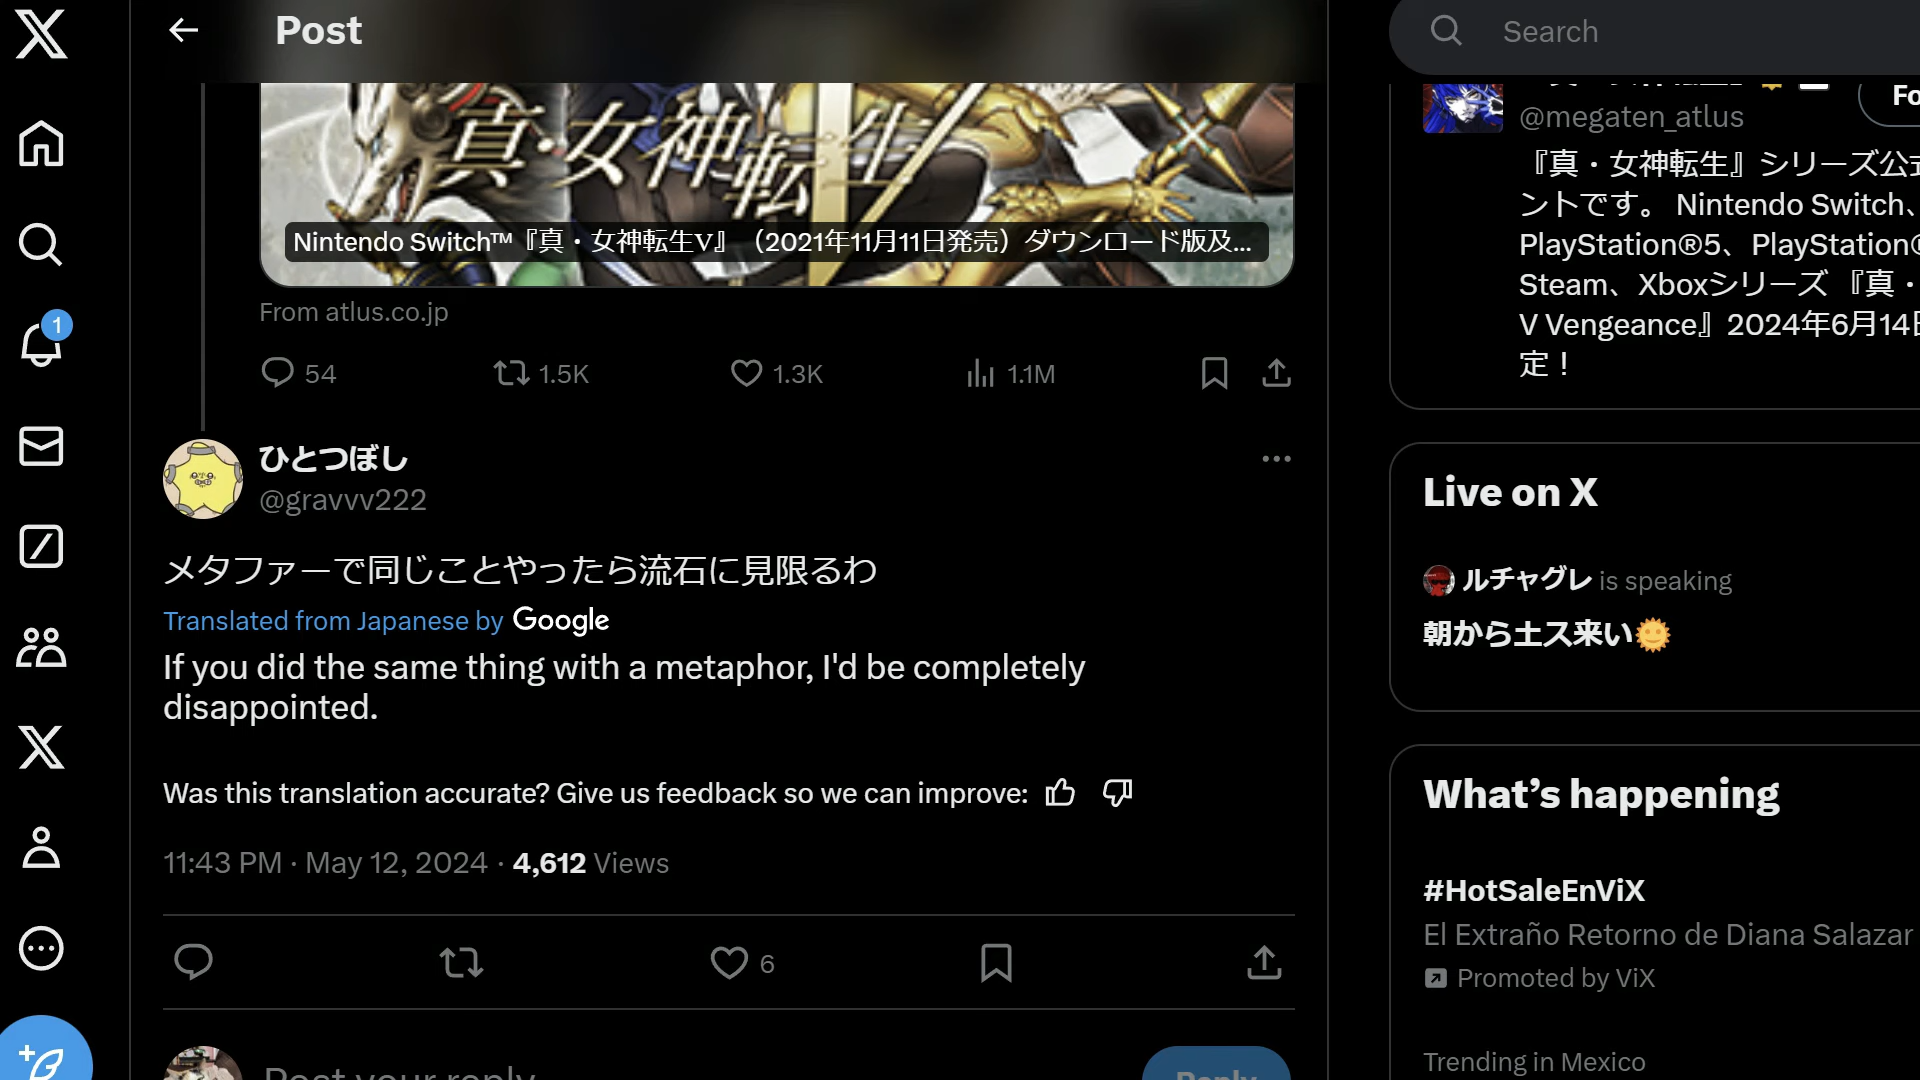 Post
真・女神転生V
Nintendo Switch™『真・女神転生V』（2021年11月11日発売）ダウンロード版及...
From atlus.co.jp
54
1.5K
1.3K
1.1M
ひとつぼし
@gravvv222
メタファーで同じことやったら流石に見限るわ
Translated from Japanese by Google
If you did the same thing with a metaphor, I'd be completely
disappointed.
Was this translation accurate? Give us feedback so we can improve:
11:43 PM · May 12, 2024 · 4,612 Views
6
Post your reply
Reply
1
Search
Fo
@megaten_atlus
『真・女神転生』シリーズ公式
ントです。 Nintendo Switch、
PlayStation®5、PlayStation®
Steam、Xboxシリーズ 『真・
V Vengeance』2024年6月14日
定！
Live on X
ルチャグレ is speaking
朝から土ス来い🌞
What's happening
#HotSaleEnViX
El Extraño Retorno de Diana Salazar
Promoted by ViX
Trending in Mexico